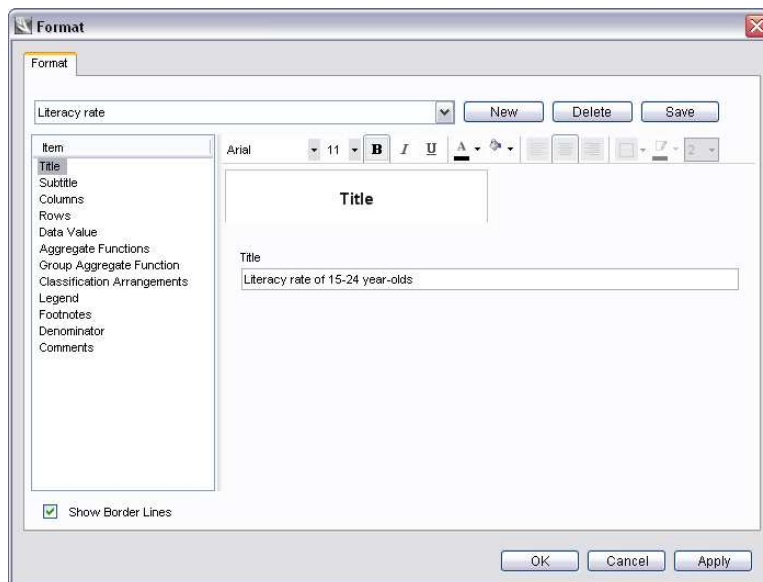 Format
Format
Literacy rate
New Delete Save
Item
Title
Subtitle
Columns
Rows
Data Value
Aggregate Functions
Group Aggregate Function
Classification Arrangements
Legend
Footnotes
Denominator
Comments
Arial 11 B I U A 2
Title
Title
Literacy rate of 15-24 year-olds
Show Border Lines
OK Cancel Apply